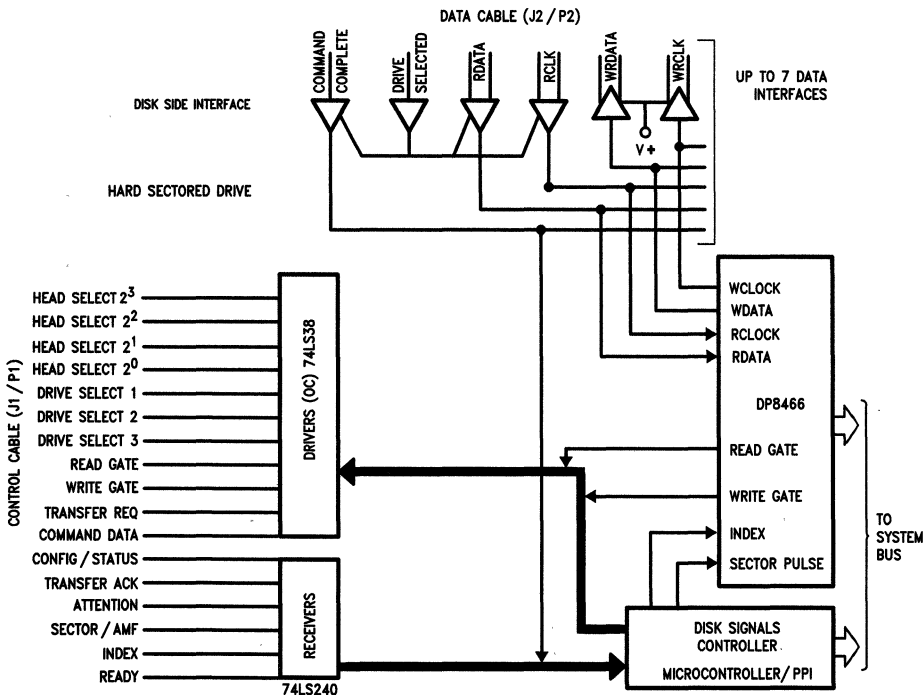 DATA CABLE (J2/P2)
COMMAND
COMPLETE
DRIVE
SELECTED
RDATA
RCLK
WRDATA
WRCLK
UP TO 7 DATA
INTERFACES
DISK SIDE INTERFACE
V+
HARD SECTORED DRIVE
CONTROL CABLE (J1/P1)
HEAD SELECT 2³
HEAD SELECT 2²
HEAD SELECT 2¹
HEAD SELECT 2⁰
DRIVE SELECT 1
DRIVE SELECT 2
DRIVE SELECT 3
READ GATE
WRITE GATE
TRANSFER REQ
COMMAND DATA
CONFIG/STATUS
TRANSFER ACK
ATTENTION
SECTOR/AMF
INDEX
READY
DRIVERS (OC) 74LS38
RECEIVERS
74LS240
WCLOCK
WDATA
RCLOCK
RDATA
DP8466
READ GATE
WRITE GATE
INDEX
SECTOR PULSE
TO
SYSTEM
BUS
DISK SIGNALS
CONTROLLER
MICROCONTROLLER/PPI